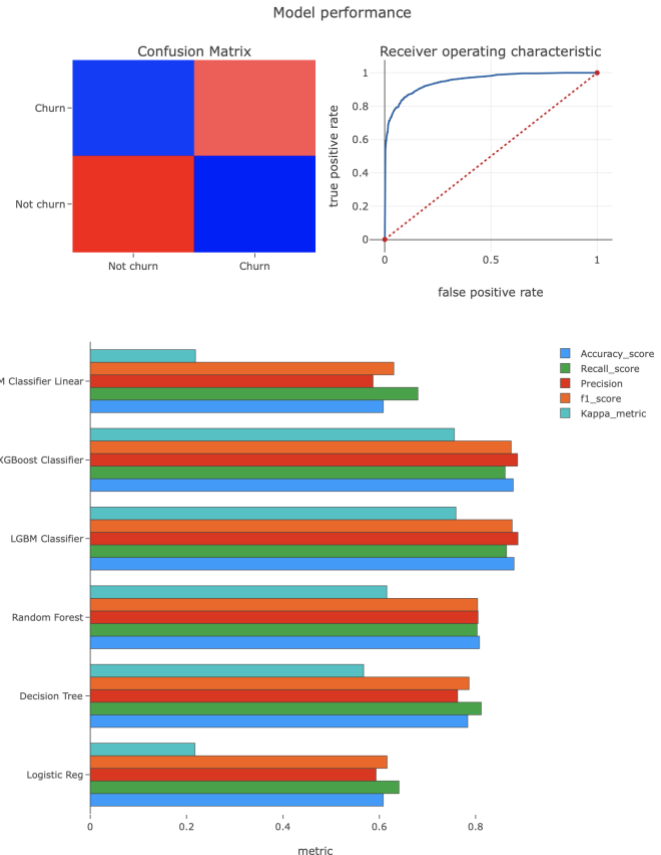 Model performance
Confusion Matrix
Churn
Not churn
Not churn
Churn
Receiver operating characteristic
true positive rate
1
0.8
0.6
0.4
0.2
0
0
0.5
1
false positive rate
M Classifier Linear
XGBoost Classifier
LGBM Classifier
Random Forest
Decision Tree
Logistic Reg
0
0.2
0.4
0.6
0.8
metric
Accuracy_score
Recall_score
Precision
f1_score
Kappa_metric